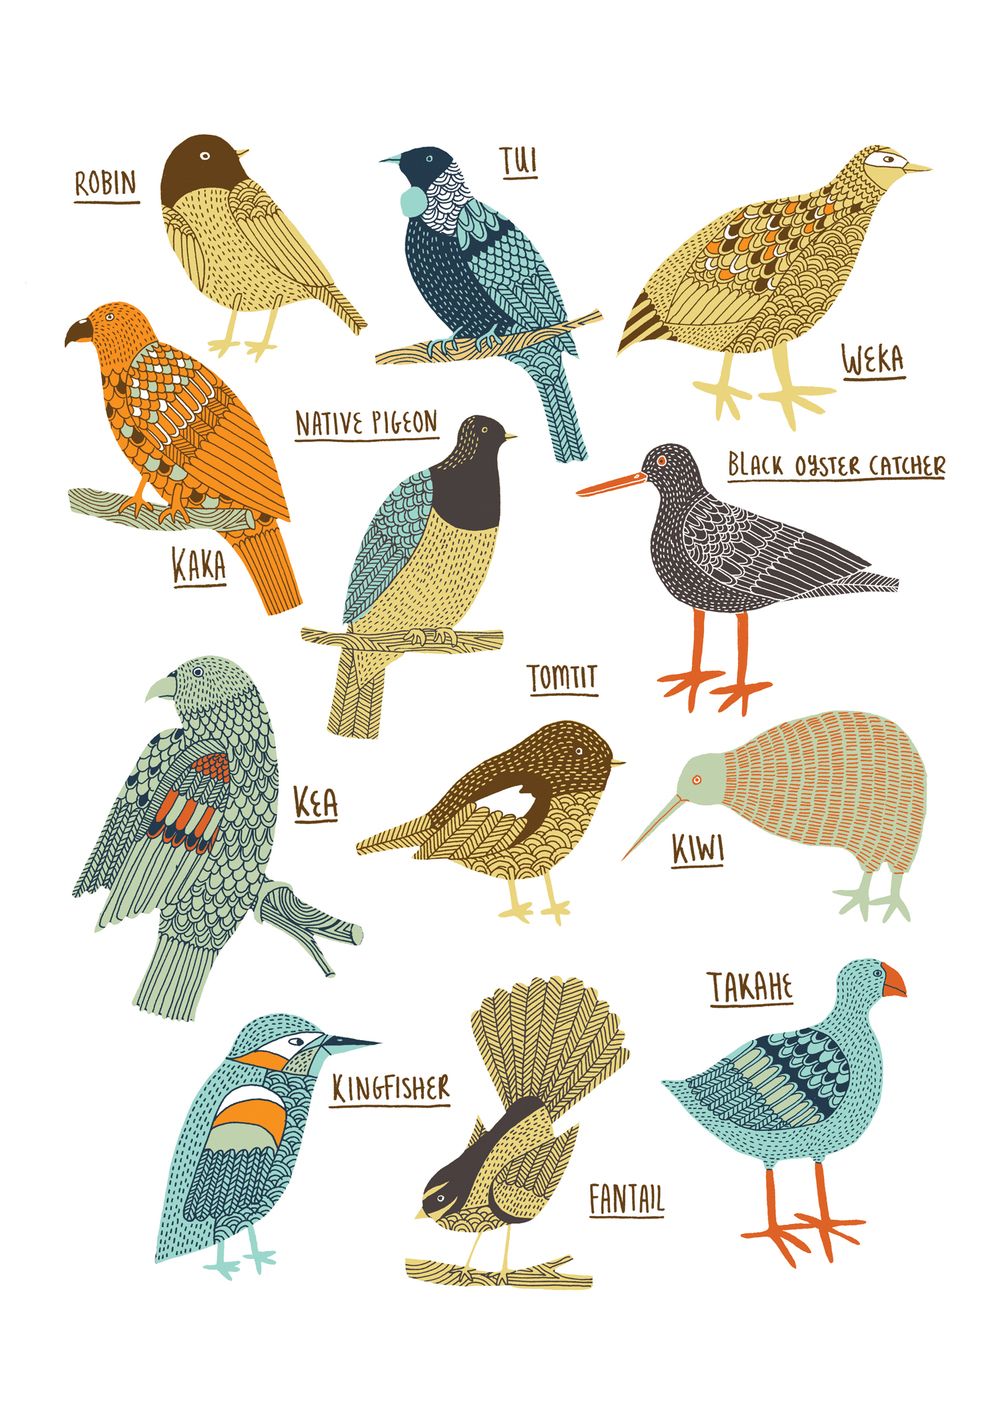 ROBIN
TUI
WEKA
NATIVE PIGEON
BLACK OYSTER CATCHER
KAKA
TOMTIT
KEA
KIWI
TAKAHE
KINGFISHER
FANTAIL